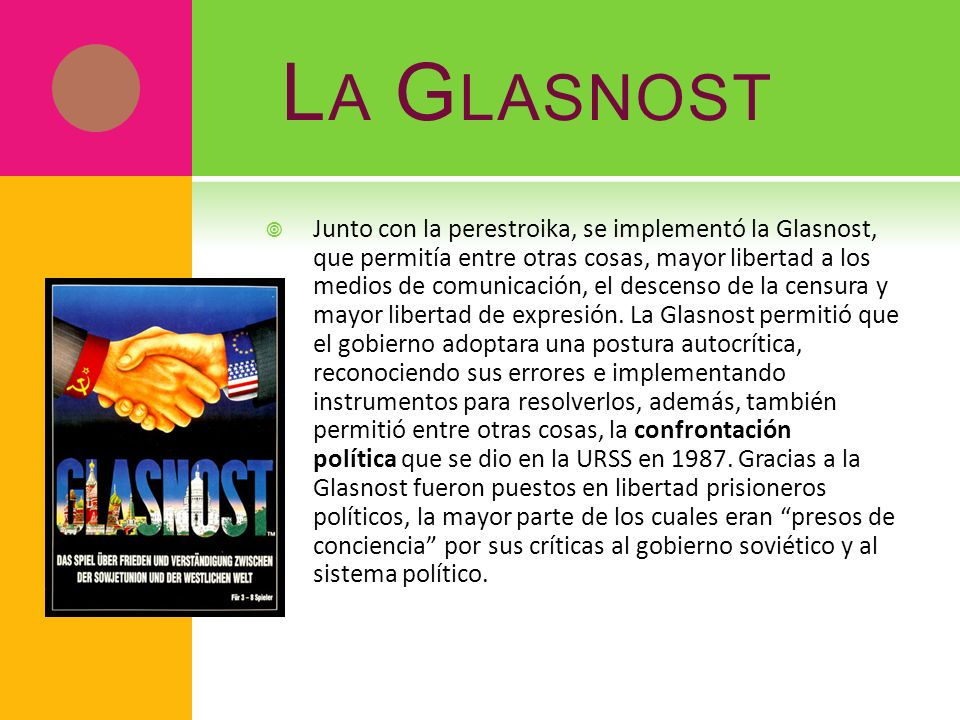 LA GLASNOST
Junto con la perestroika, se implementó la Glasnost,
que permitía entre otras cosas, mayor libertad a los
medios de comunicación, el descenso de la censura y
mayor libertad de expresión. La Glasnost permitió que
el gobierno adoptara una postura autocrítica,
reconociendo sus errores e implementando
instrumentos para resolverlos, además, también
permitió entre otras cosas, la confrontación
política que se dio en la URSS en 1987. Gracias a la
Glasnost fueron puestos en libertad prisioneros
políticos, la mayor parte de los cuales eran “presos de
conciencia” por sus críticas al gobierno soviético y al
sistema político.
GLASNOST™
DAS SPIEL ÜBER FRIEDEN UND VERSTÄNDIGUNG ZWISCHEN
DER SOWJETUNION UND DER WESTLICHEN WELT
Für 3 – 8 Spieler